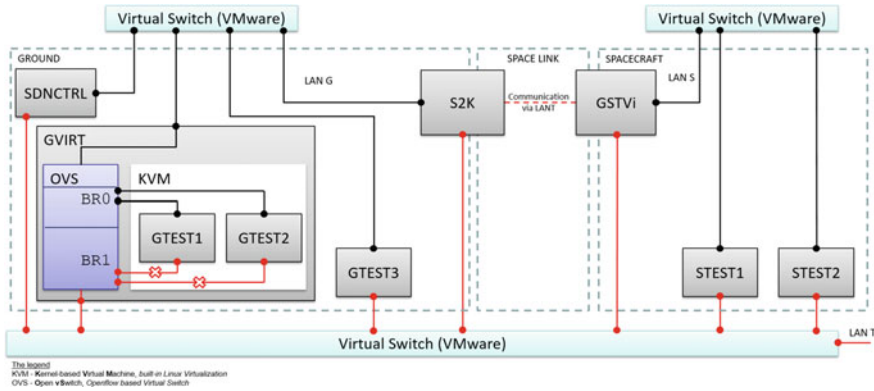 Virtual Switch (VMware)
Virtual Switch (VMware)
GROUND
SPACE LINK
SPACECRAFT
SDNCTRL
LAN G
LAN S
S2K
Communication
via LANT
GSTVi
GVIRT
OVS
KVM
BR0
GTEST1
GTEST2
BR1
GTEST3
STEST1
STEST2
Virtual Switch (VMware)
LAN T
The legend
KVM - Kernel-based Virtual Machine, built-in Linux Virtualization
OVS - Open vSwitch, Openflow based Virtual Switch